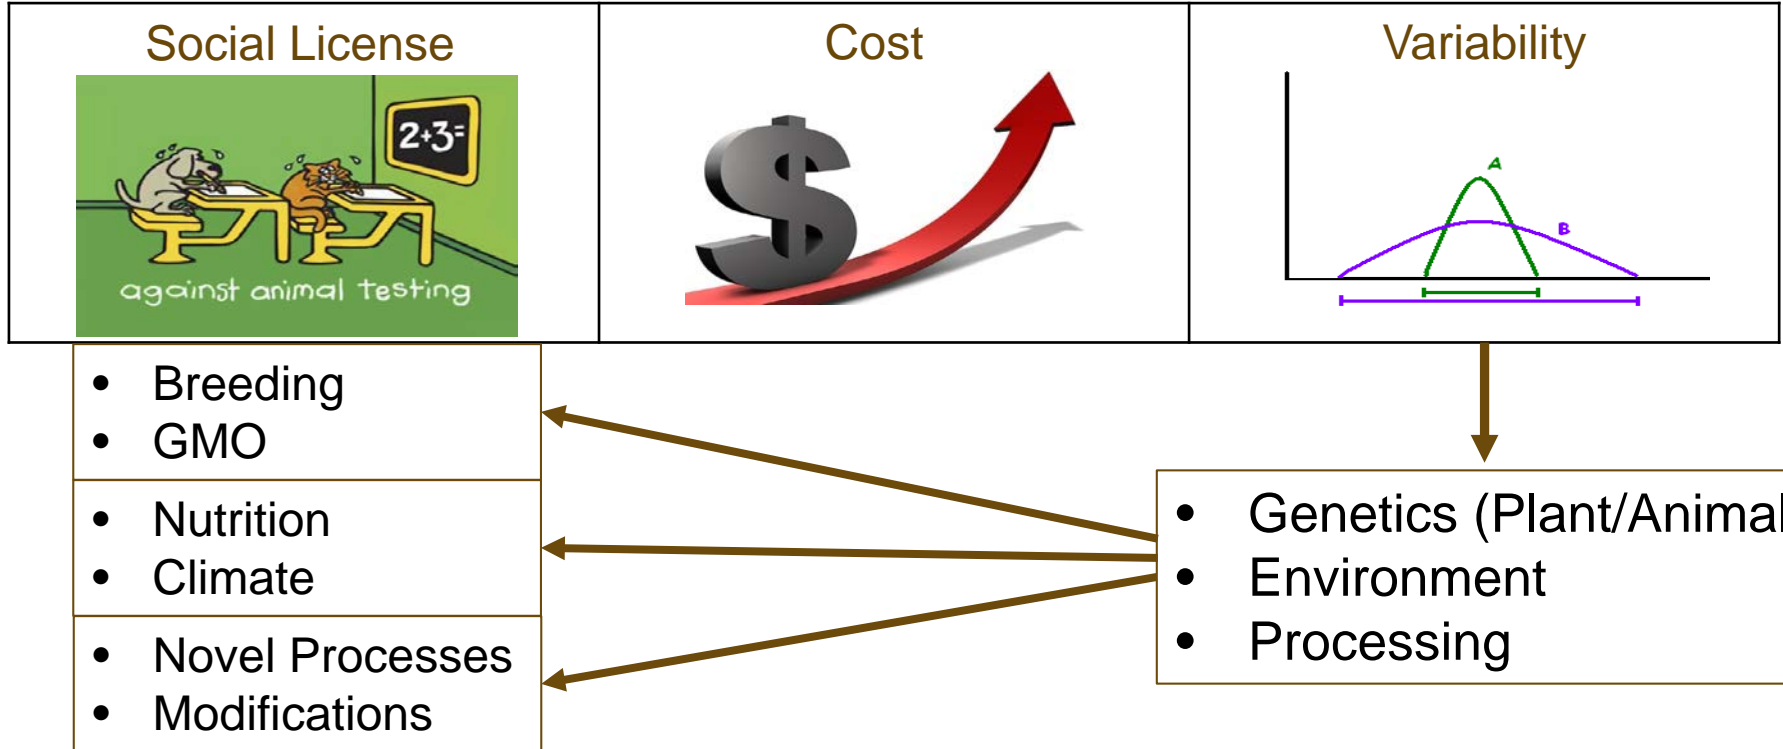 Social License
Cost
Variability
2+3=
against animal testing
A
B
• Breeding
• GMO
• Nutrition
• Climate
• Novel Processes
• Modifications
• Genetics (Plant/Animal
• Environment
• Processing